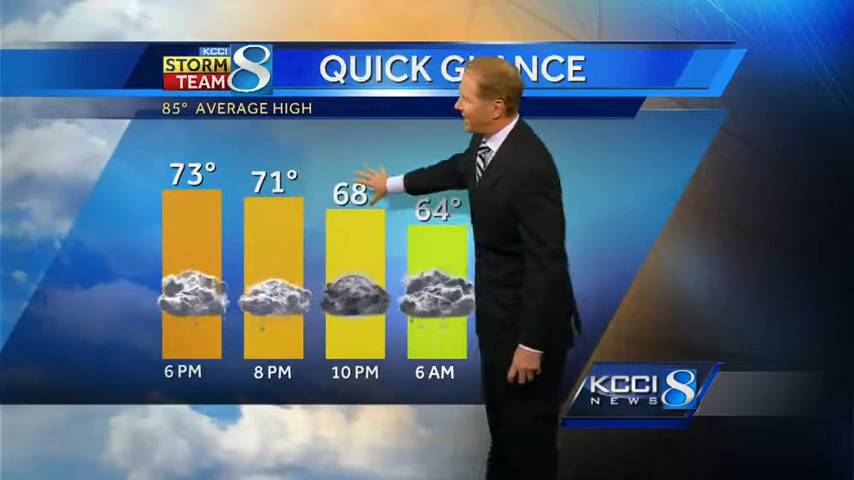 KCCI
STORM
TEAM
8
QUICK GLANCE
85° AVERAGE HIGH
73°
71°
68
64°
6 PM
8 PM
10 PM
6 AM
KCCI 8
NEWS